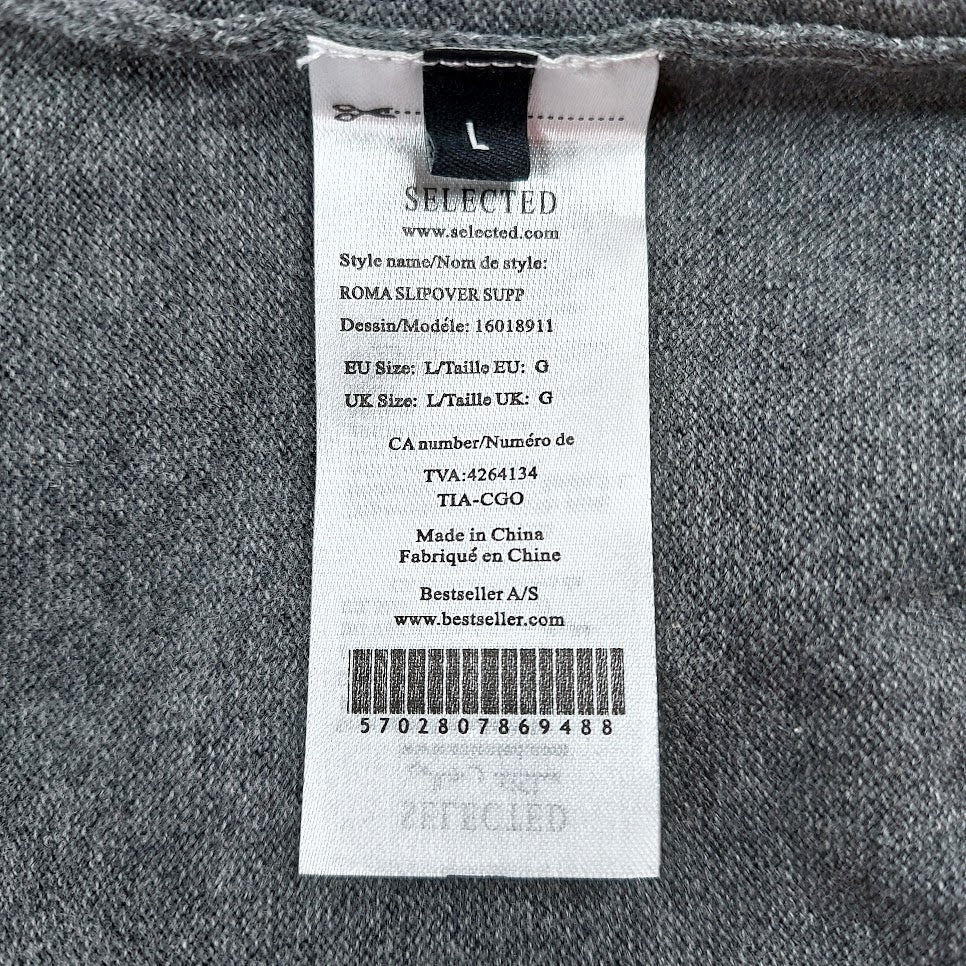 L
SELECTED
www.selected.com
Style name/Nom de style:
ROMA SLIPOVER SUPP
Dessin/Modéle: 16018911
EU Size: L/Taille EU: G
UK Size: L/Taille UK: G
CA number/Numéro de
TVA:4264134
TIA-CGO
Made in China
Fabriqué en Chine
Bestseller A/S
www.bestseller.com
5702807869488
SELECTED